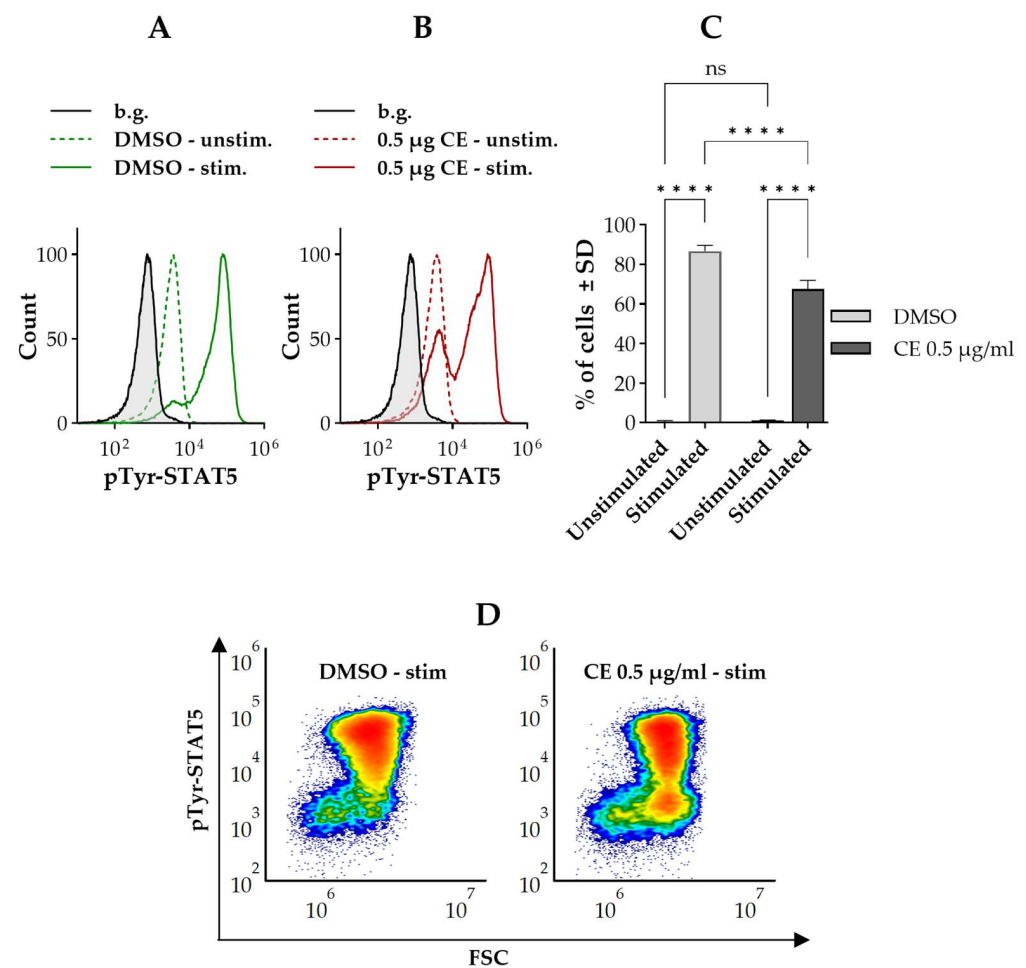 A
b.g.
DMSO - unstim.
DMSO - stim.
Count
100
50
0
10² 10⁴ 10⁶
pTyr-STAT5
B
b.g.
0.5 µg CE - unstim.
0.5 µg CE - stim.
Count
100
50
0
10² 10⁴ 10⁶
pTyr-STAT5
C
ns
* * * *
* * * * * * * *
% of cells ± SD
100
80
60
40
20
0
Unstimulated
Stimulated
Unstimulated
Stimulated
DMSO
CE 0.5 µg/ml
D
pTyr-STAT5
DMSO - stim
10⁶
10⁵
10⁴
10³
10²
10⁶ 10⁷
CE 0.5 µg/ml - stim
10⁶
10⁵
10⁴
10³
10²
10⁶ 10⁷
FSC